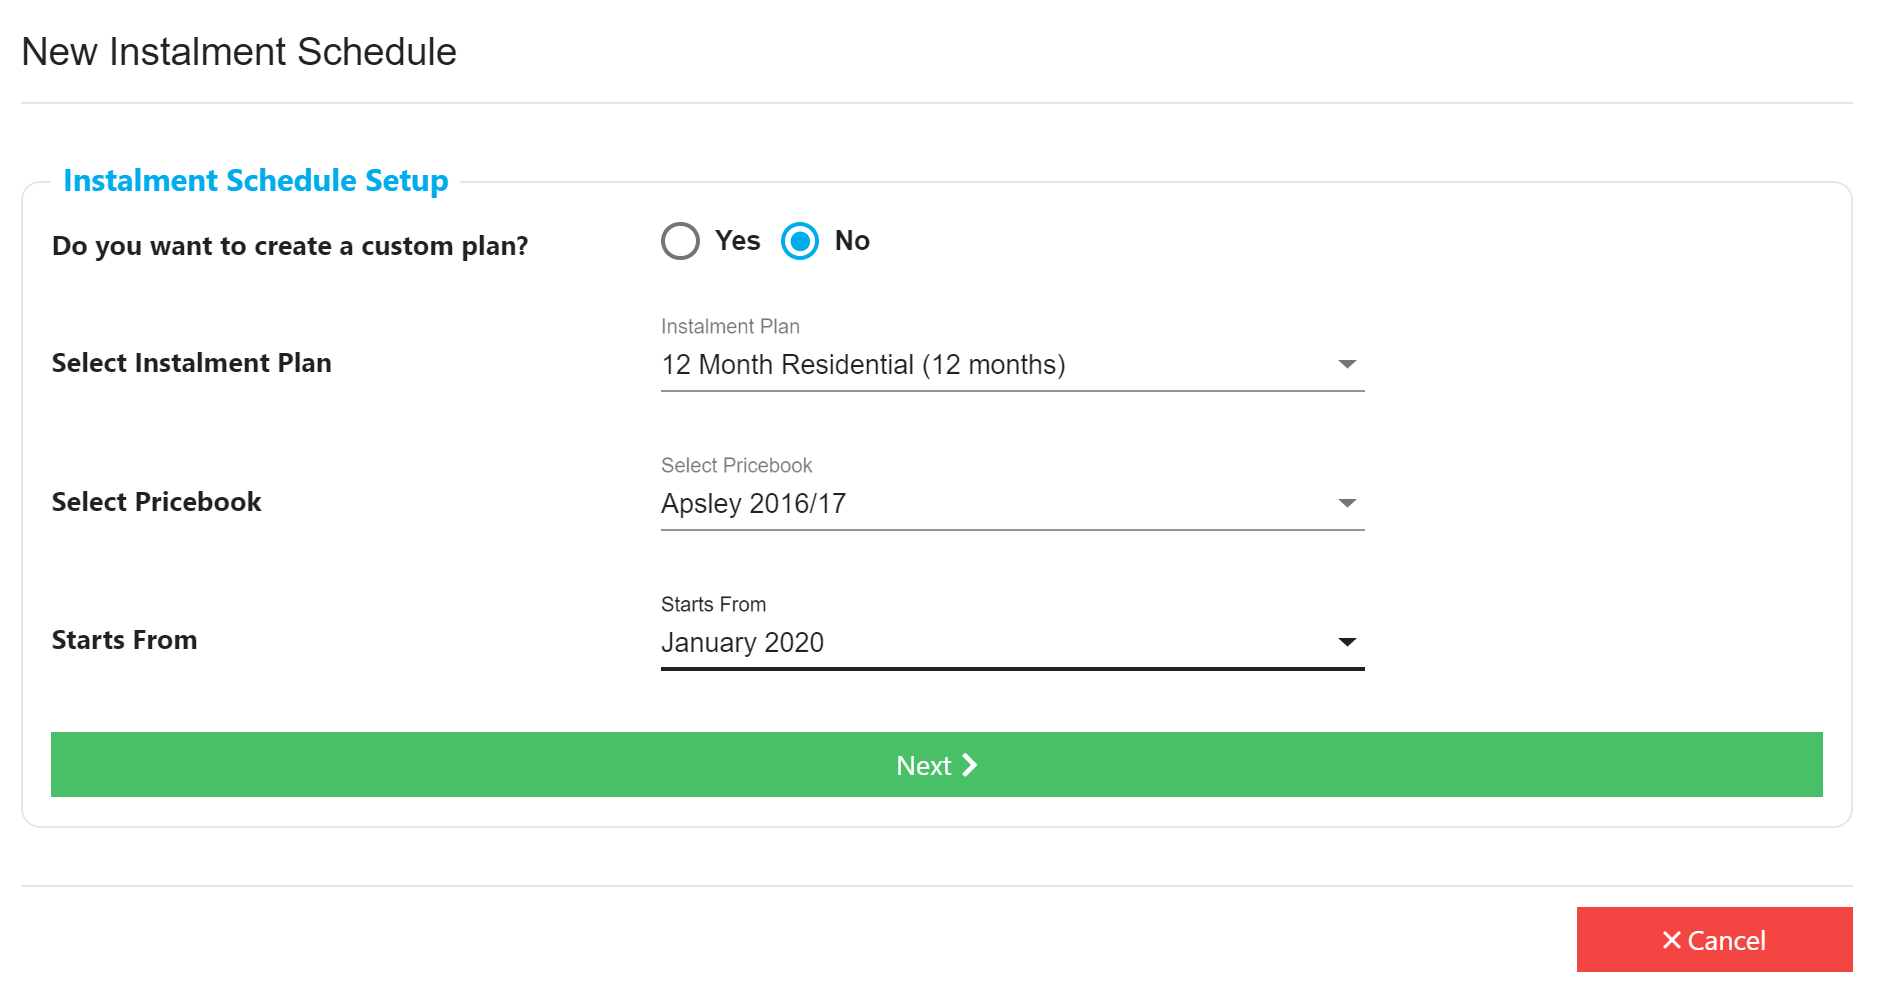 New Instalment Schedule
Instalment Schedule Setup
Do you want to create a custom plan?
Yes No
Instalment Plan
Select Instalment Plan
12 Month Residential (12 months)
Select Pricebook
Select Pricebook
Apsley 2016/17
Starts From
Starts From
January 2020
Next
Cancel